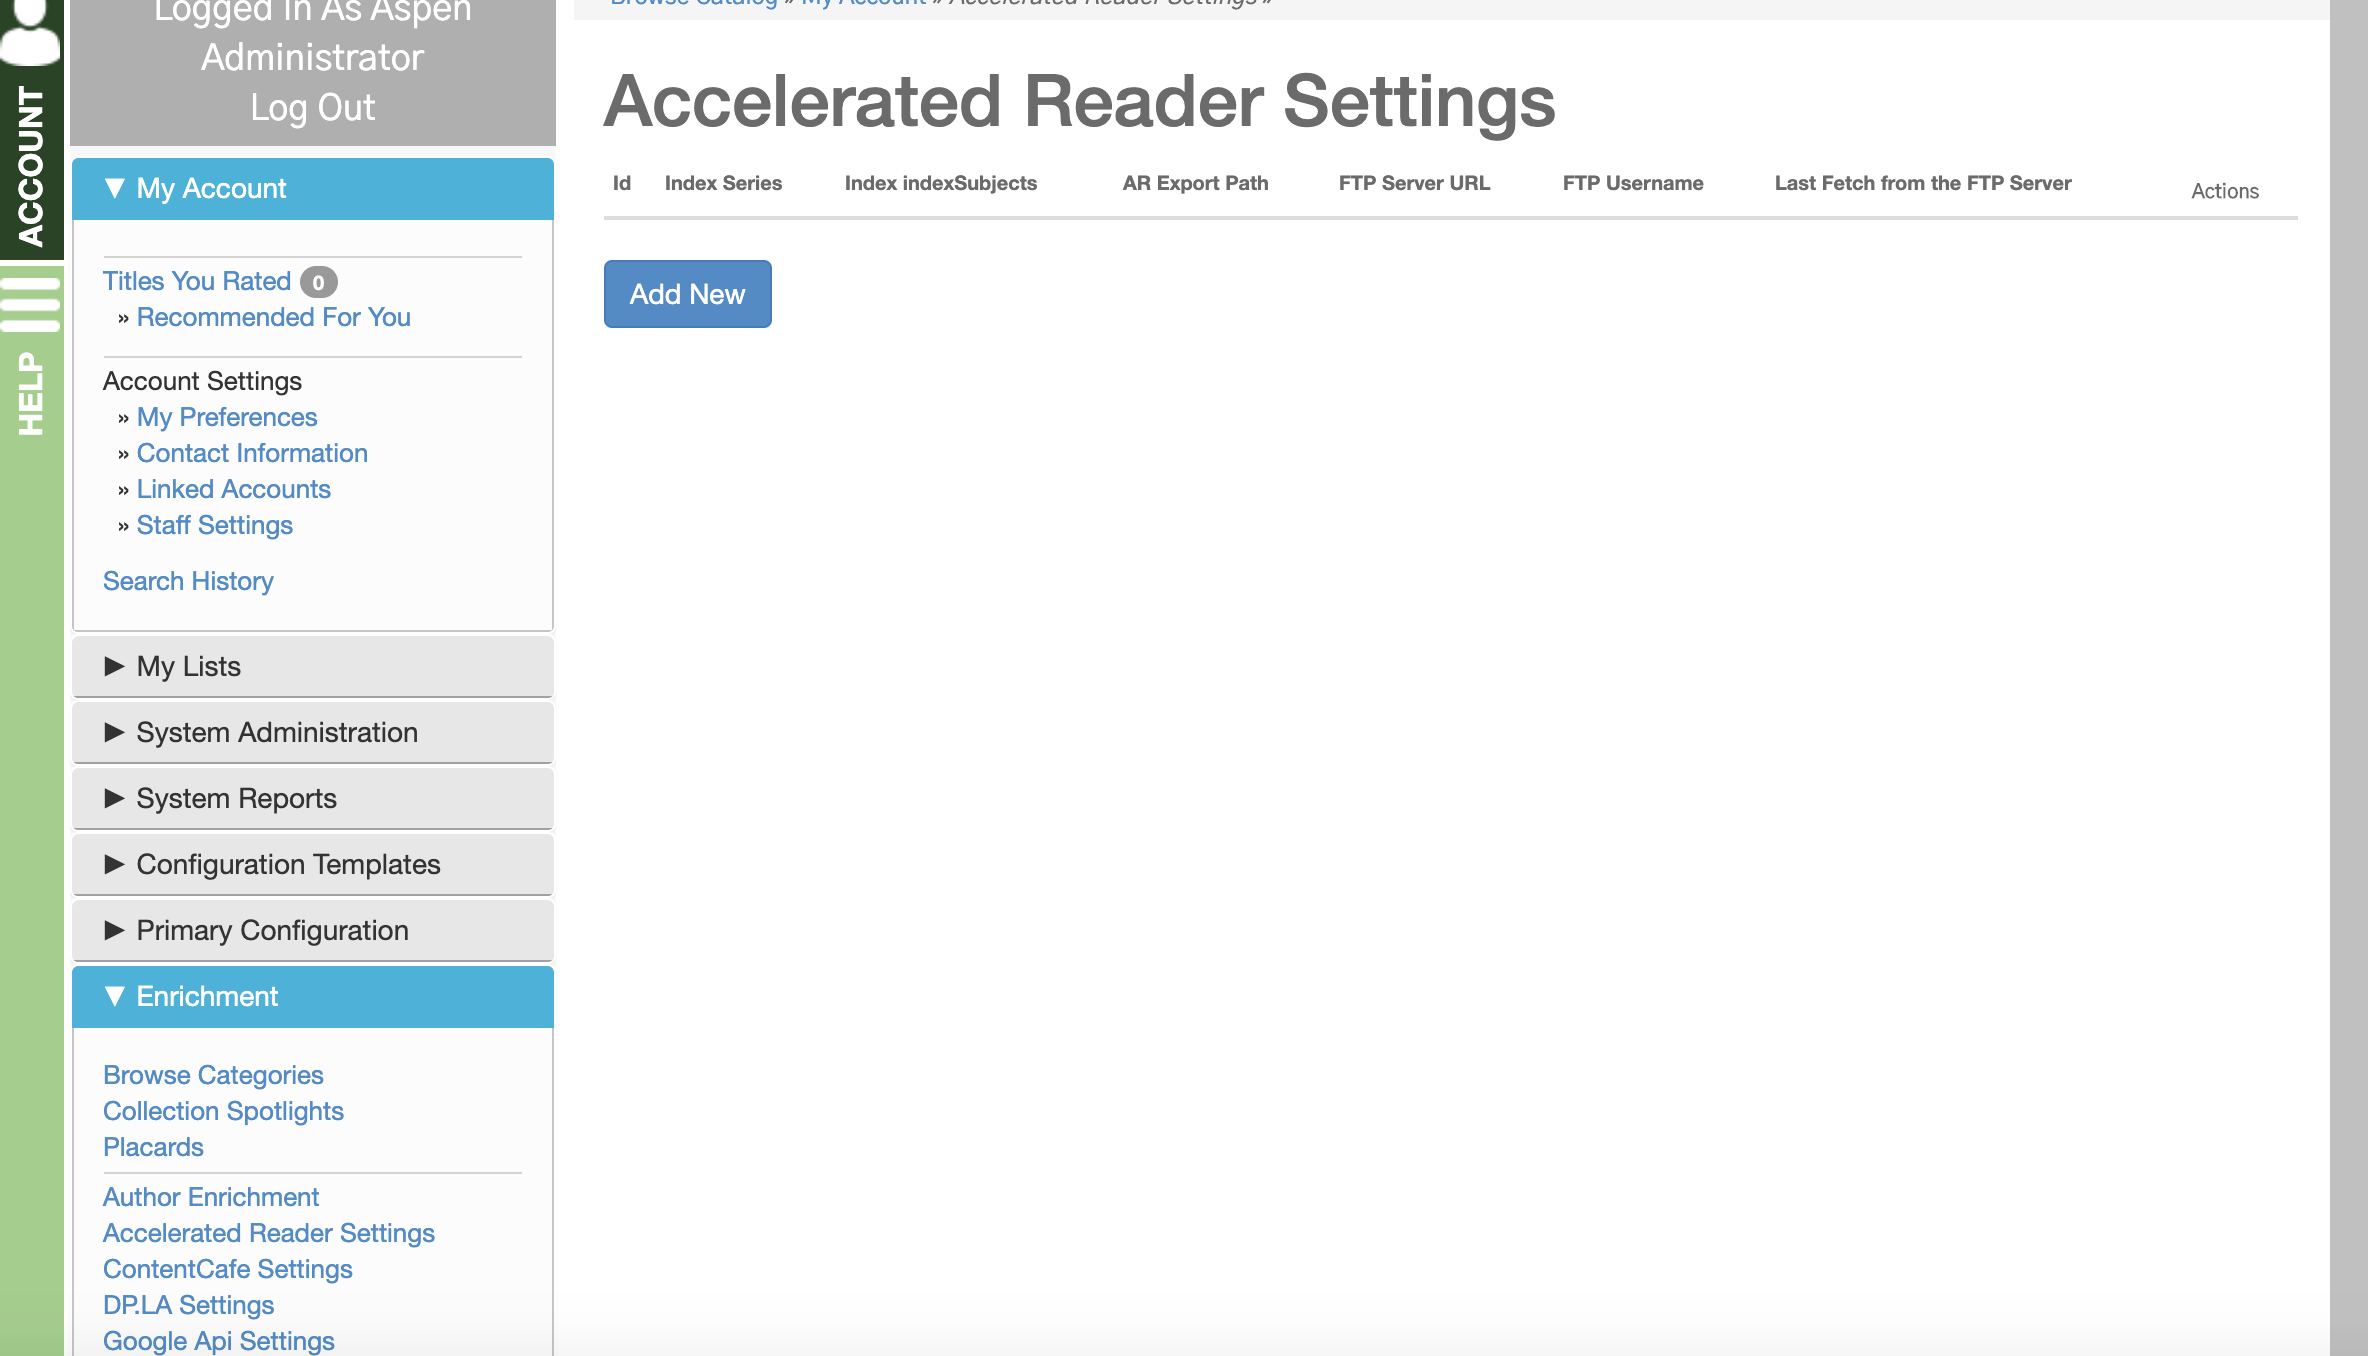 ACCOUNT
HELP
Logged In As Aspen
Administrator
Log Out
▼ My Account
Titles You Rated 0
» Recommended For You
Account Settings
» My Preferences
» Contact Information
» Linked Accounts
» Staff Settings
Search History
▶ My Lists
▶ System Administration
▶ System Reports
▶ Configuration Templates
▶ Primary Configuration
▼ Enrichment
Browse Categories
Collection Spotlights
Placards
Author Enrichment
Accelerated Reader Settings
ContentCafe Settings
DP.LA Settings
Google Api Settings
Browse Catalog » My Account » Accelerated Reader Settings »
Accelerated Reader Settings
Id Index Series Index indexSubjects AR Export Path FTP Server URL FTP Username Last Fetch from the FTP Server Actions
Add New